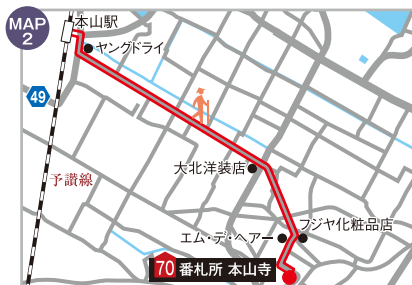 MAP
2
本山駅
ヤングドライ
49
大北洋装店
予讃線
フジヤ化粧品店
エム・デ・ヘアー
70 番札所 本山寺